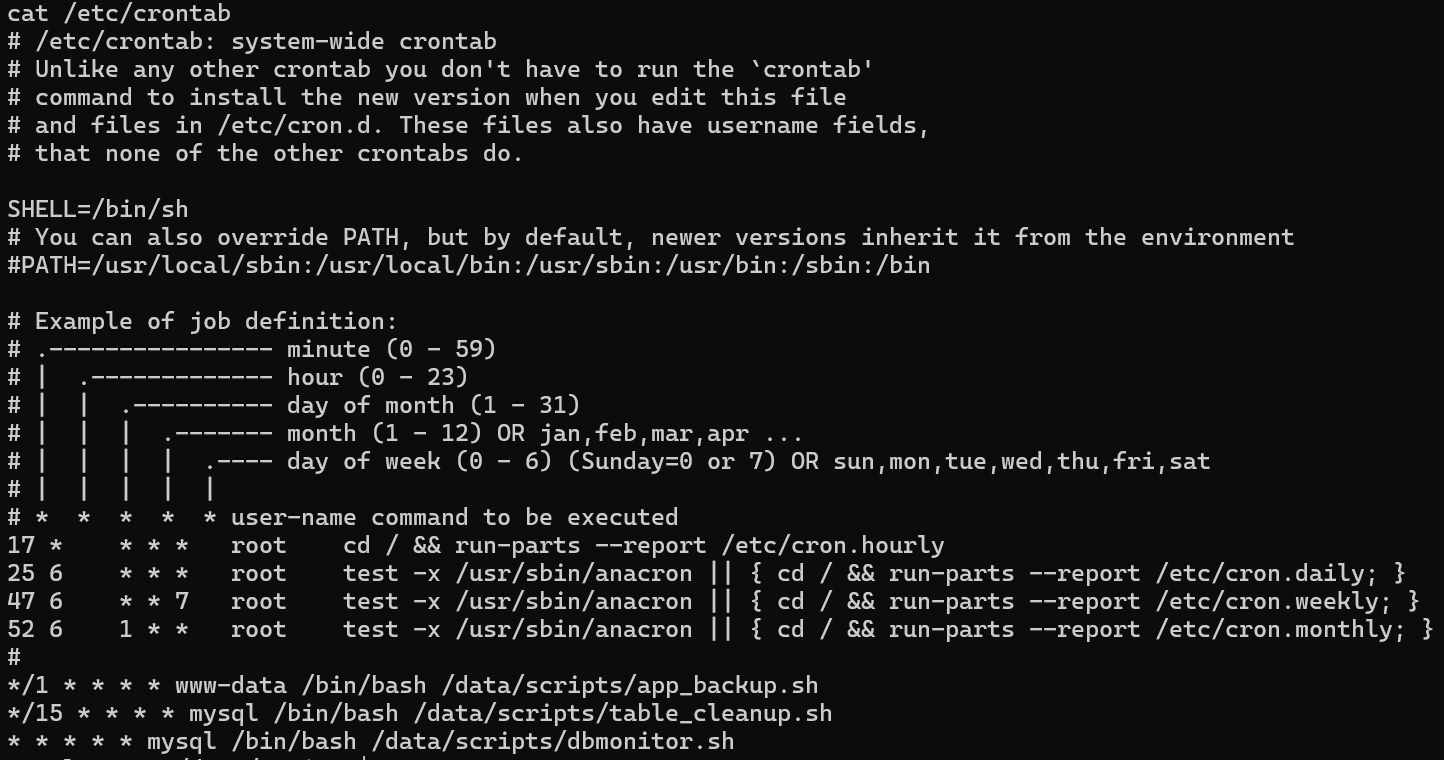 cat /etc/crontab
# /etc/crontab: system-wide crontab
# Unlike any other crontab you don't have to run the `crontab'
# command to install the new version when you edit this file
# and files in /etc/cron.d. These files also have username fields,
# that none of the other crontabs do.

SHELL=/bin/sh
# You can also override PATH, but by default, newer versions inherit it from the environment
#PATH=/usr/local/sbin:/usr/local/bin:/usr/sbin:/usr/bin:/sbin:/bin

# Example of job definition:
# .---------------- minute (0 - 59)
# |  .------------- hour (0 - 23)
# |  |  .---------- day of month (1 - 31)
# |  |  |  .------- month (1 - 12) OR jan,feb,mar,apr ...
# |  |  |  |  .---- day of week (0 - 6) (Sunday=0 or 7) OR sun,mon,tue,wed,thu,fri,sat
# |  |  |  |  |
# *  *  *  *  * user-name command to be executed
17 *    * * *   root    cd / && run-parts --report /etc/cron.hourly
25 6    * * *   root    test -x /usr/sbin/anacron || { cd / && run-parts --report /etc/cron.daily; }
47 6    * * 7   root    test -x /usr/sbin/anacron || { cd / && run-parts --report /etc/cron.weekly; }
52 6    1 * *   root    test -x /usr/sbin/anacron || { cd / && run-parts --report /etc/cron.monthly; }
#
*/1 * * * * www-data /bin/bash /data/scripts/app_backup.sh
*/15 * * * * mysql /bin/bash /data/scripts/table_cleanup.sh
* * * * * mysql /bin/bash /data/scripts/dbmonitor.sh